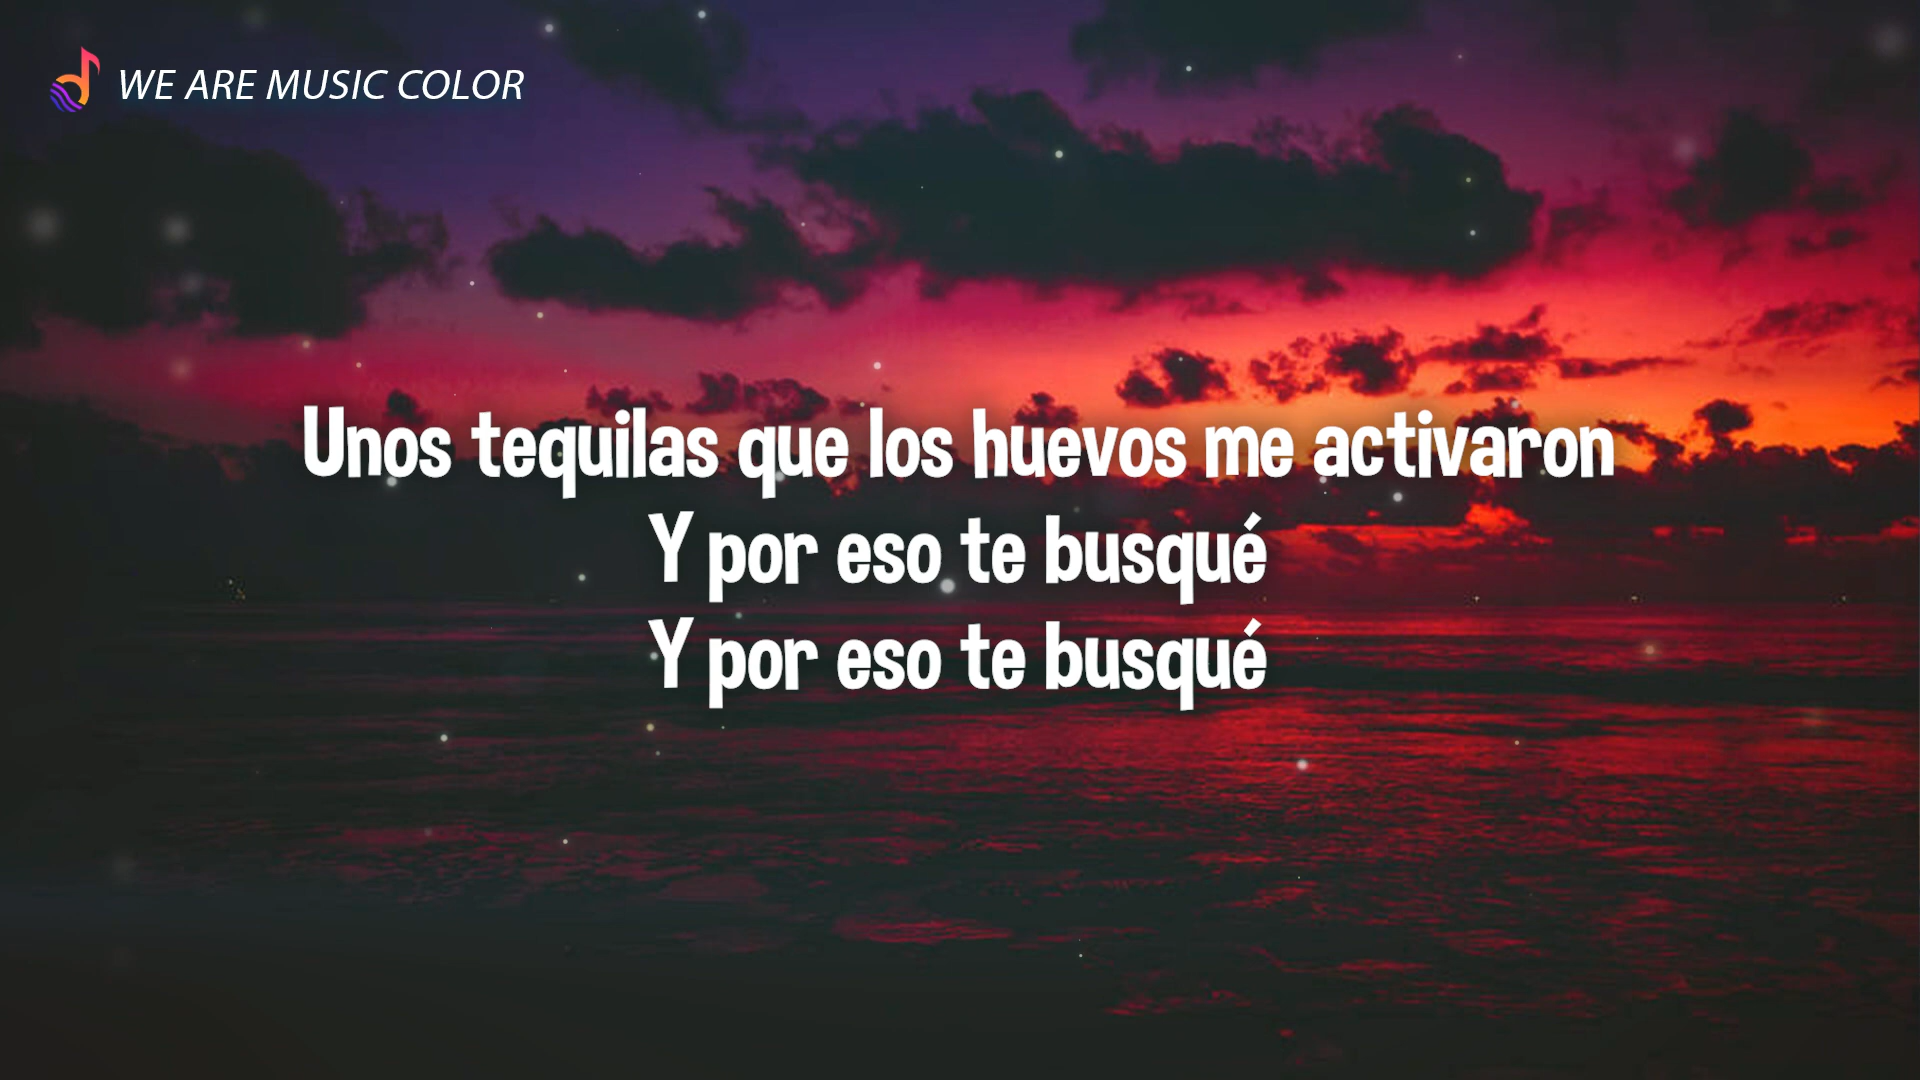 WE ARE MUSIC COLOR
Unos tequilas que los huevos me activaron
Y por eso te busqué
Y por eso te busqué